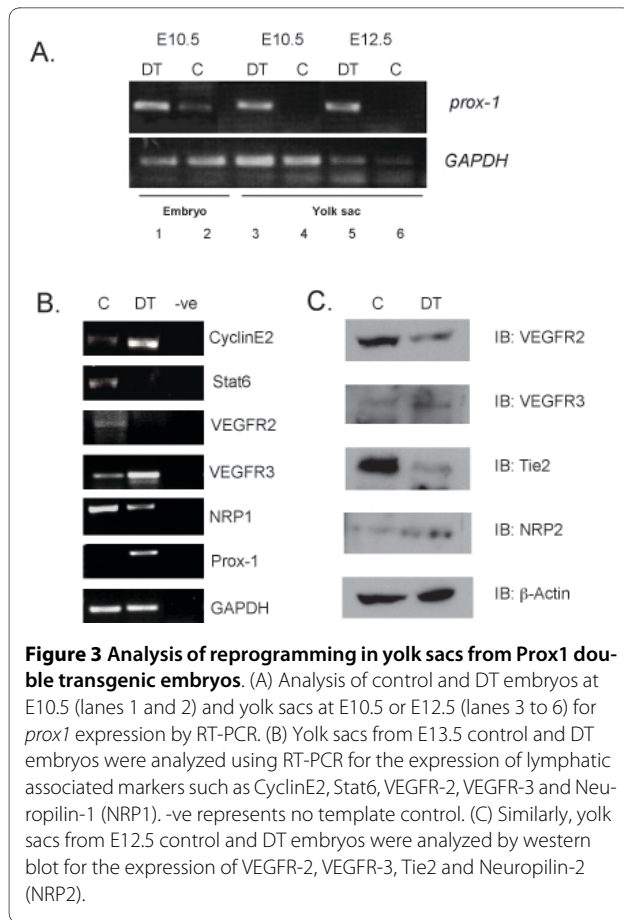 A.
E10.5 E10.5 E12.5
DT C DT C DT C
prox-1
GAPDH
Embryo Yolk sac
1 2 3 4 5 6
B.
C DT -ve
CyclinE2
Stat6
VEGFR2
VEGFR3
NRP1
Prox-1
GAPDH
C.
C DT
IB: VEGFR2
IB: VEGFR3
IB: Tie2
IB: NRP2
IB: β-Actin
Figure 3 Analysis of reprogramming in yolk sacs from Prox1 dou-
ble transgenic embryos. (A) Analysis of control and DT embryos at
E10.5 (lanes 1 and 2) and yolk sacs at E10.5 or E12.5 (lanes 3 to 6) for
prox1 expression by RT-PCR. (B) Yolk sacs from E13.5 control and DT
embryos were analyzed using RT-PCR for the expression of lymphatic
associated markers such as CyclinE2, Stat6, VEGFR-2, VEGFR-3 and Neu-
ropilin-1 (NRP1). -ve represents no template control. (C) Similarly, yolk
sacs from E12.5 control and DT embryos were analyzed by western
blot for the expression of VEGFR-2, VEGFR-3, Tie2 and Neuropilin-2
(NRP2).